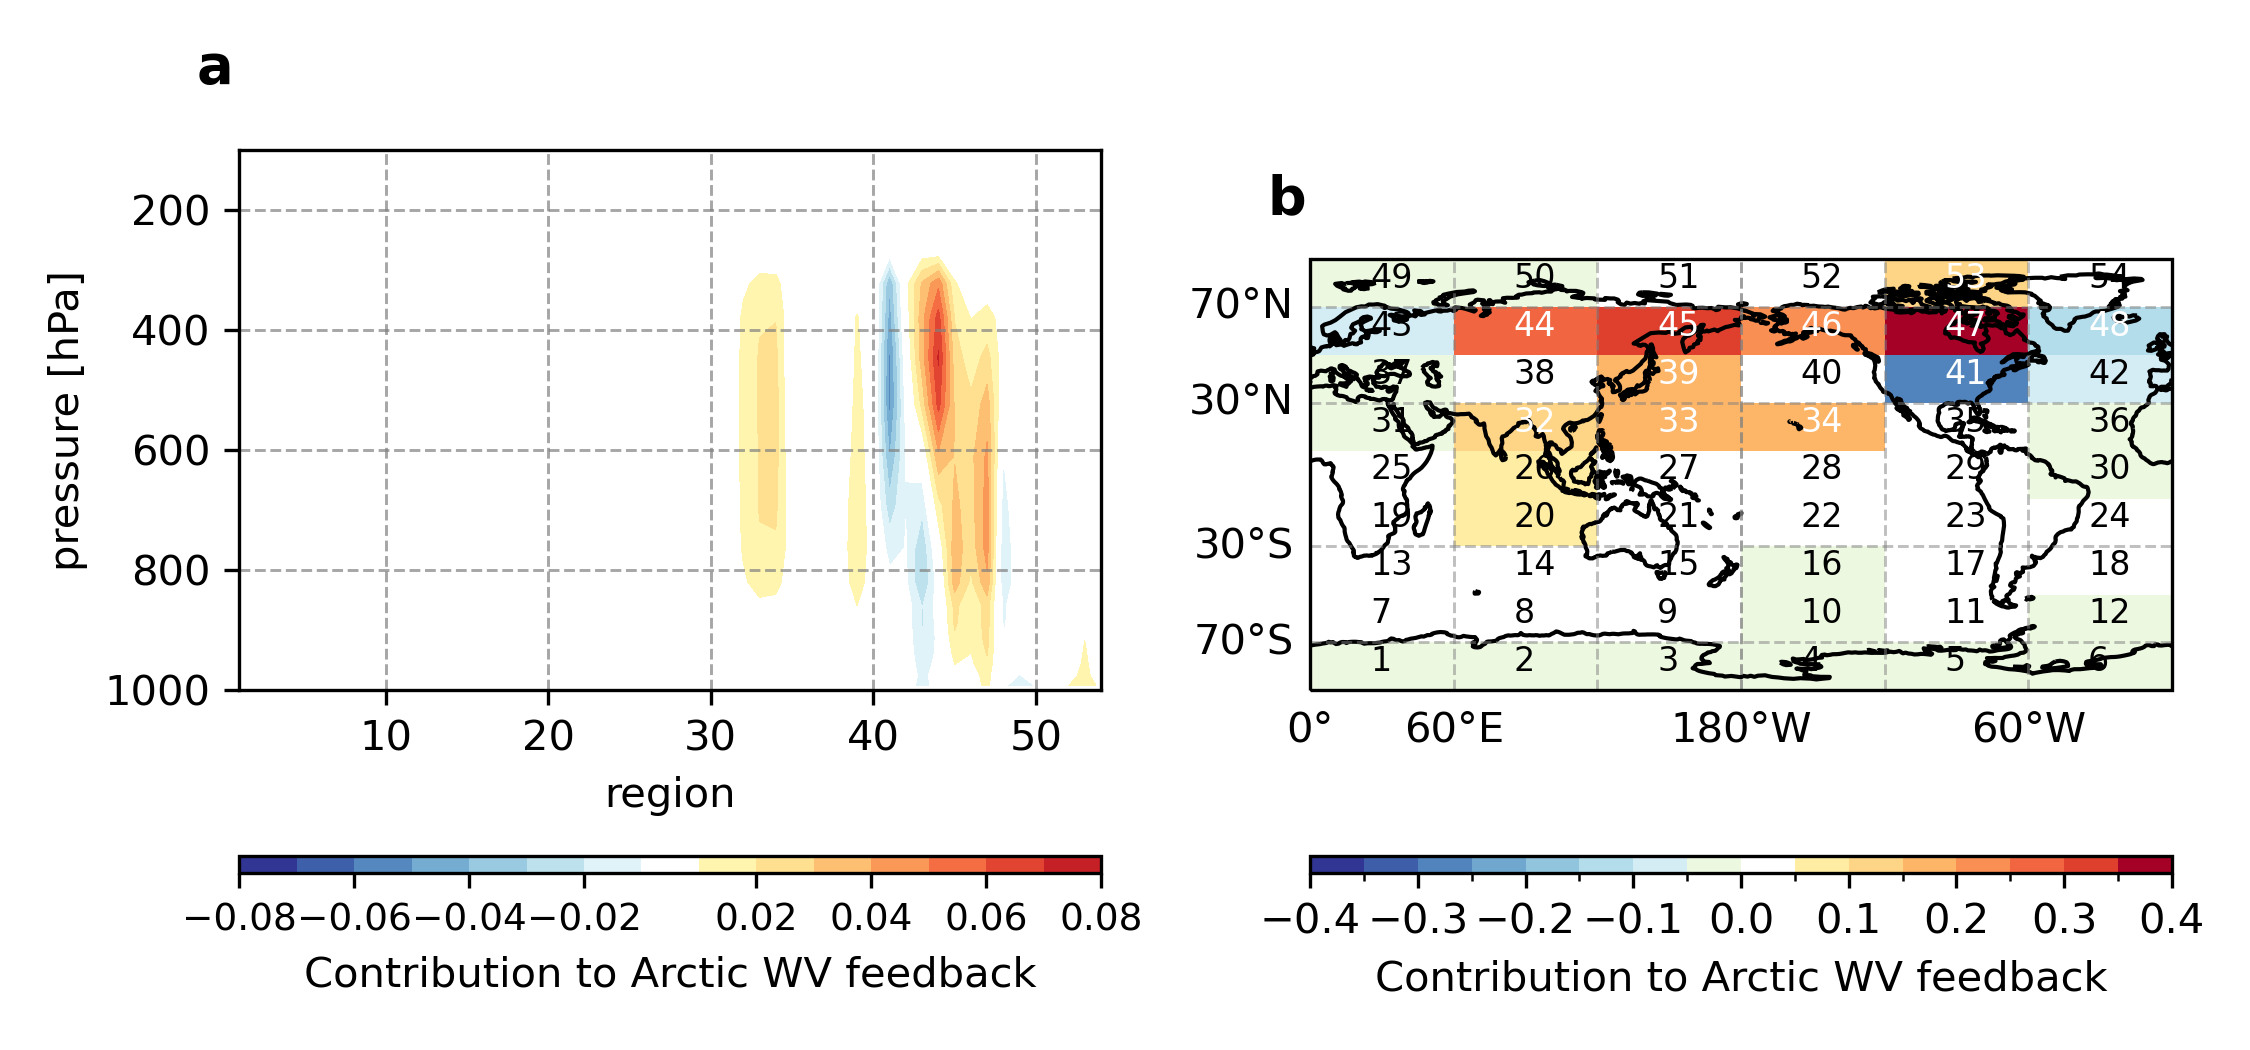 a
200
400
600
800
1000
pressure [hPa]
10 20 30 40 50
region
−0.08 −0.06 −0.04 −0.02 0.02 0.04 0.06 0.08
Contribution to Arctic WV feedback
b
70°N
30°N
30°S
70°S
49 50 51 52 53 54
43 44 45 46 47 48
37 38 39 40 41 42
31 32 33 34 35 36
25 26 27 28 29 30
19 20 21 22 23 24
13 14 15 16 17 18
7 8 9 10 11 12
1 2 3 4 5 6
0° 60°E 180°W 60°W
−0.4 −0.3 −0.2 −0.1 0.0 0.1 0.2 0.3 0.4
Contribution to Arctic WV feedback